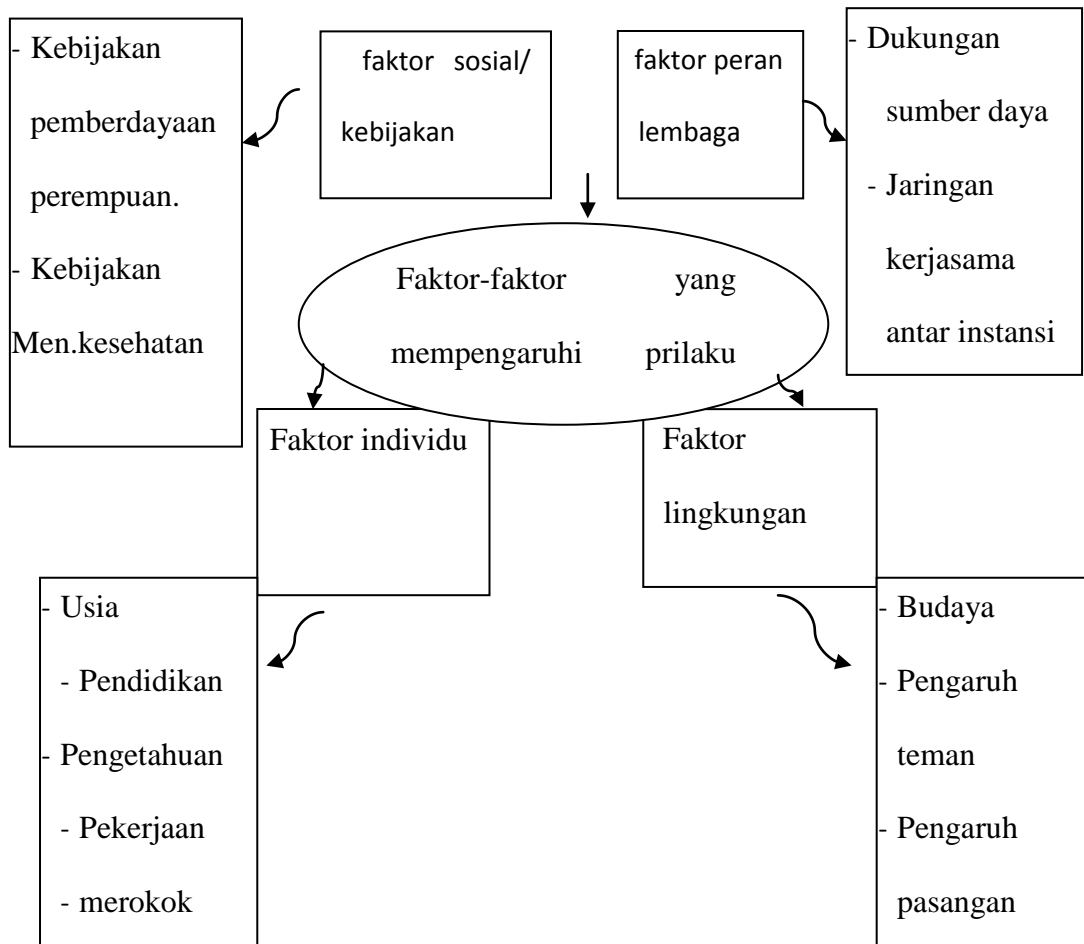 - Kebijakan
pemberdayaan
perempuan.
- Kebijakan
Men.kesehatan
faktor sosial/
kebijakan
faktor peran
lembaga
- Dukungan
sumber daya
- Jaringan
kerjasama
antar instansi
Faktor-faktor yang
mempengaruhi prilaku
Faktor individu
Faktor
lingkungan
- Usia
- Pendidikan
- Pengetahuan
- Pekerjaan
- merokok
- Budaya
- Pengaruh
teman
- Pengaruh
pasangan